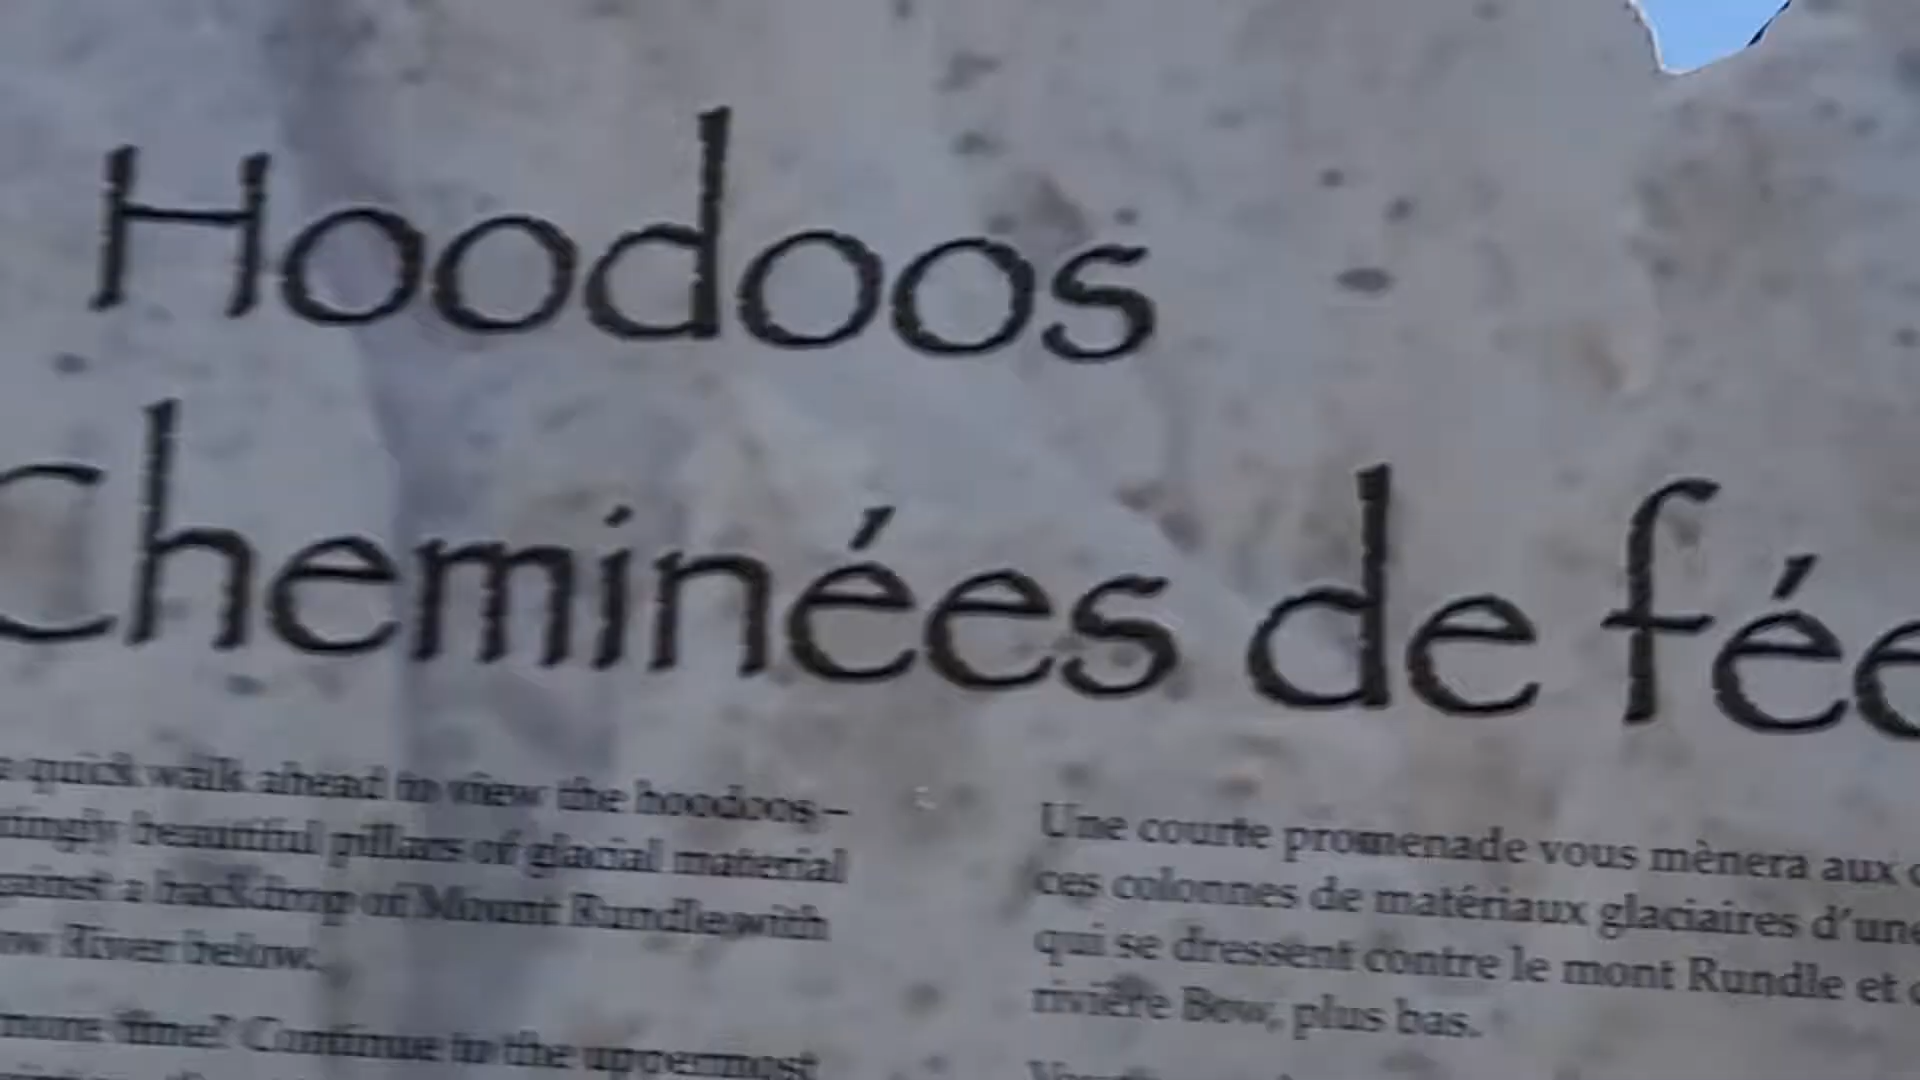 Hoodoos
Cheminées de fée
quick walk ahead to view the hoodoos –
beautiful pillars of glacial material
a backdrop of Mount Rundle with
River below.
more time? Continue to the uppermost
Une courte promenade vous mènera aux
ces colonnes de matériaux glaciaires d'une
qui se dressent contre le mont Rundle et
rivière Bow, plus bas.